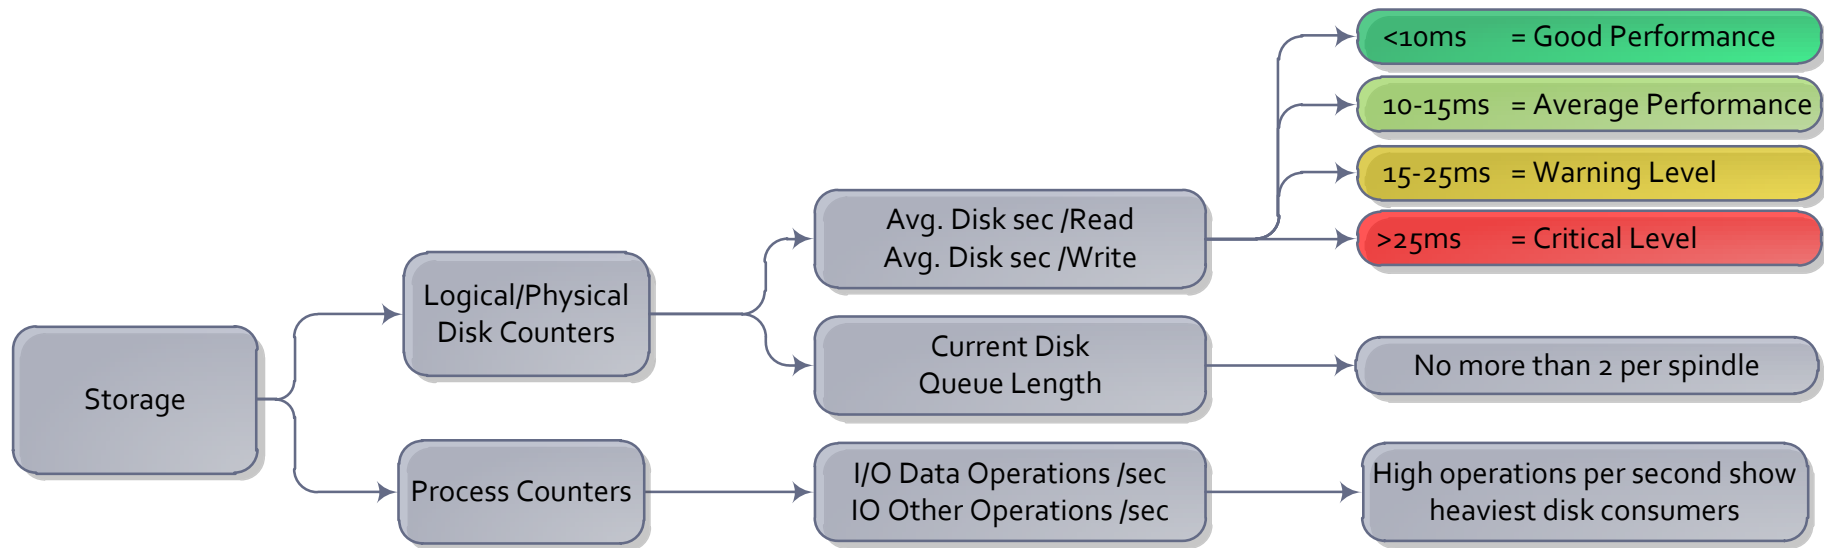 Storage
Logical/Physical
Disk Counters
Process Counters
Avg. Disk sec /Read
Avg. Disk sec /Write
Current Disk
Queue Length
I/O Data Operations /sec
IO Other Operations /sec
<10ms = Good Performance
10-15ms = Average Performance
15-25ms = Warning Level
>25ms = Critical Level
No more than 2 per spindle
High operations per second show
heaviest disk consumers